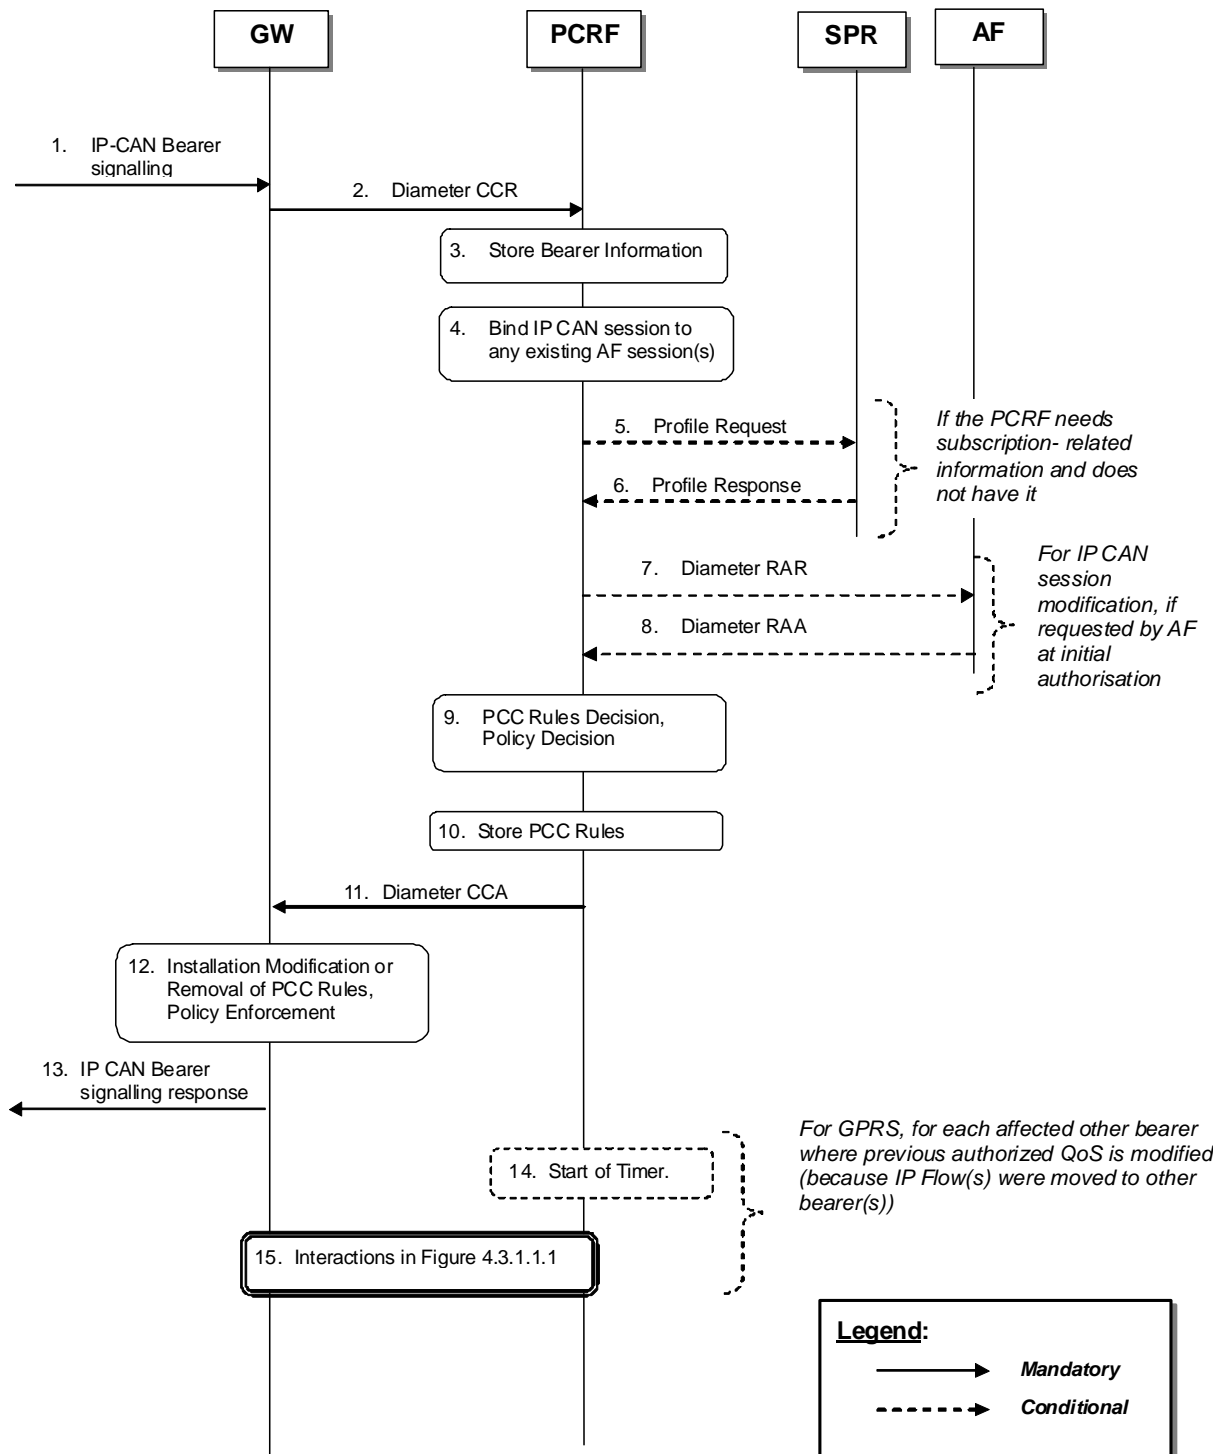 GW
PCRF
SPR
AF
1. IP-CAN Bearer
signalling
2. Diameter CCR
3. Store Bearer Information
4. Bind IP CAN session to
any existing AF session(s)
5. Profile Request
6. Profile Response
If the PCRF needs
subscription- related
information and does
not have it
7. Diameter RAR
8. Diameter RAA
For IP CAN
session
modification, if
requested by AF
at initial
authorisation
9. PCC Rules Decision,
Policy Decision
10. Store PCC Rules
11. Diameter CCA
12. Installation Modification or
Removal of PCC Rules,
Policy Enforcement
13. IP CAN Bearer
signalling response
14. Start of Timer.
For GPRS, for each affected other bearer
where previous authorized QoS is modified
(because IP Flow(s) were moved to other
bearer(s))
15. Interactions in Figure 4.3.1.1.1
Legend:
Mandatory
Conditional